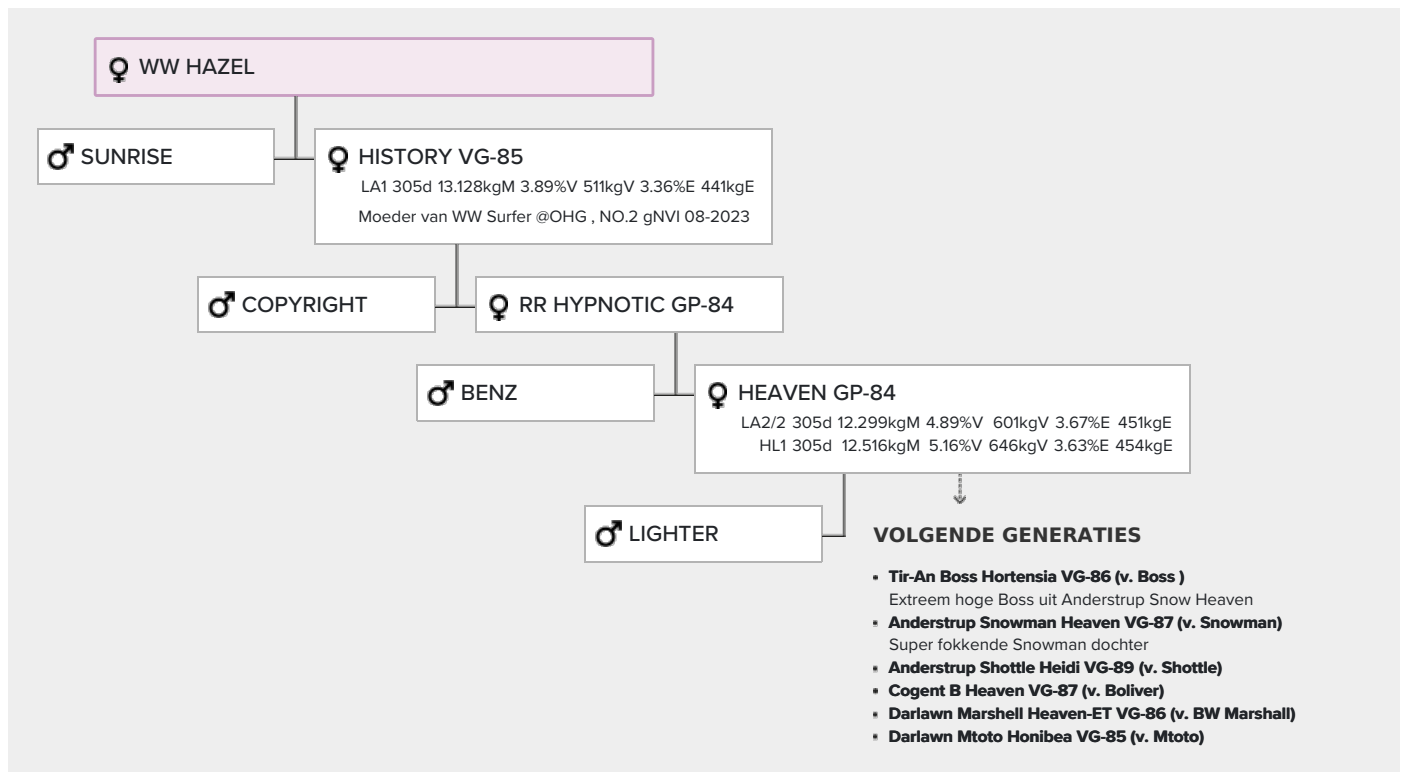 WW HAZEL
SUNRISE
HISTORY VG-85
LA1 305d 13.128kgM 3.89%V 511kgV 3.36%E 441kgE
Moeder van WW Surfer @OHG , NO.2 gNVI 08-2023
COPYRIGHT
RR HYPNOTIC GP-84
BENZ
HEAVEN GP-84
LA2/2 305d 12.299kgM 4.89%V 601kgV 3.67%E 451kgE
HL1 305d 12.516kgM 5.16%V 646kgV 3.63%E 454kgE
LIGHTER
VOLGENDE GENERATIES
Tir-An Boss Hortensia VG-86 (v. Boss )
Extreem hoge Boss uit Anderstrup Snow Heaven
Anderstrup Snowman Heaven VG-87 (v. Snowman)
Super fokkende Snowman dochter
Anderstrup Shottle Heidi VG-89 (v. Shottle)
Cogent B Heaven VG-87 (v. Boliver)
Darlawn Marshell Heaven-ET VG-86 (v. BW Marshall)
Darlawn Mtoto Honibea VG-85 (v. Mtoto)